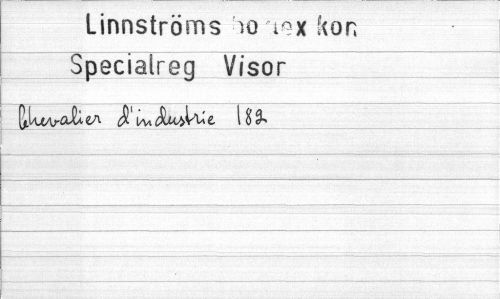 Linnströms
Specialreg Visor
Chevalier d'industrie 182